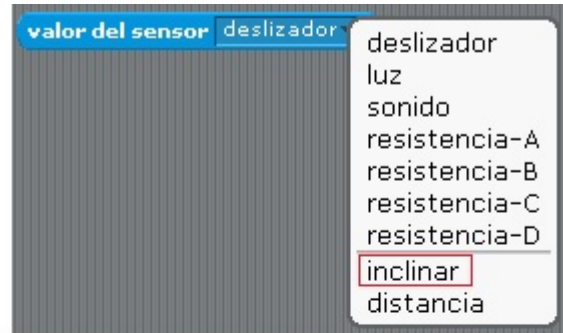 valor del sensor deslizador
deslizador
luz
sonido
resistencia-A
resistencia-B
resistencia-C
resistencia-D
inclinar
distancia